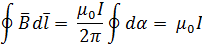 ∮ B̄ dl̄ = μ₀I / 2π ∮ dα = μ₀I